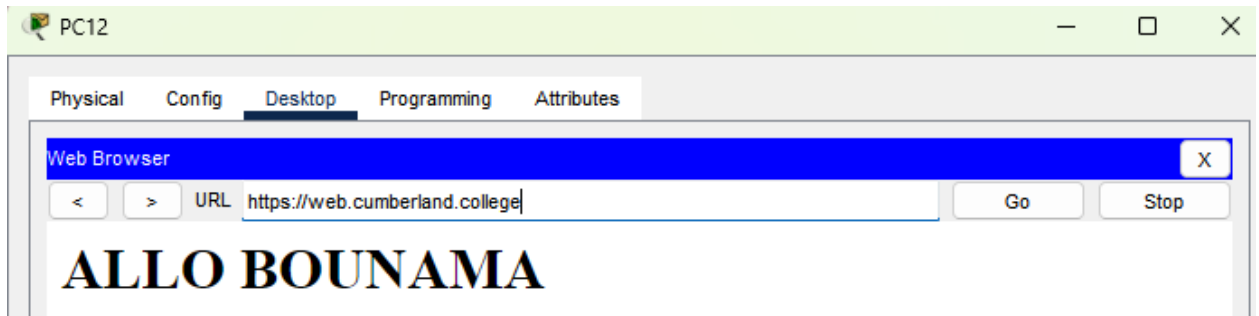 PC12
Physical Config Desktop Programming Attributes
Web Browser X
< > URL https://web.cumberland.college Go Stop
ALLO BOUNAMA